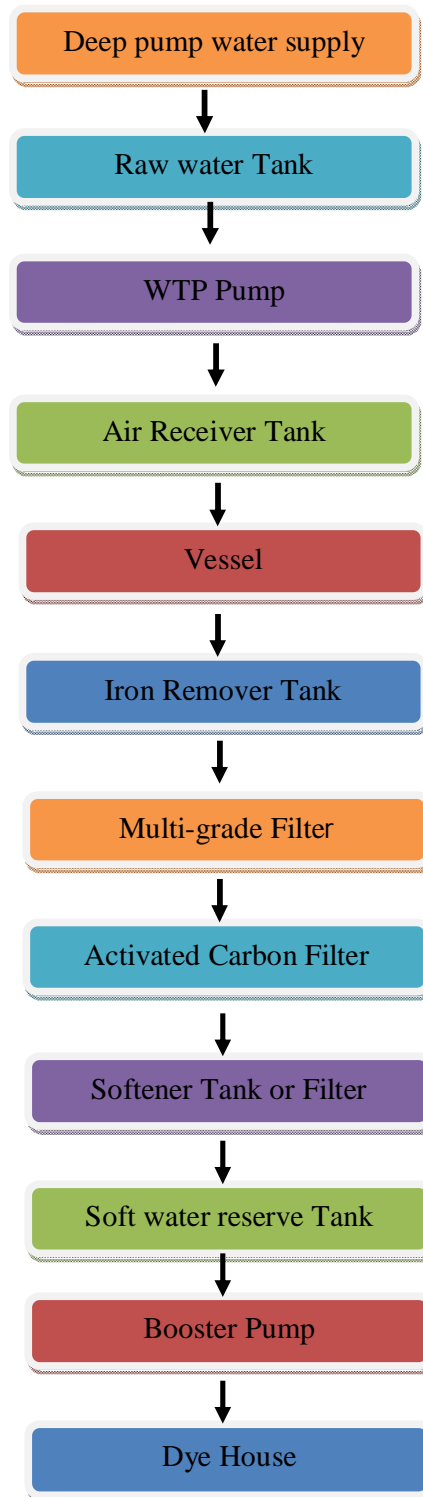 Deep pump water supply
Raw water Tank
WTP Pump
Air Receiver Tank
Vessel
Iron Remover Tank
Multi-grade Filter
Activated Carbon Filter
Softener Tank or Filter
Soft water reserve Tank
Booster Pump
Dye House